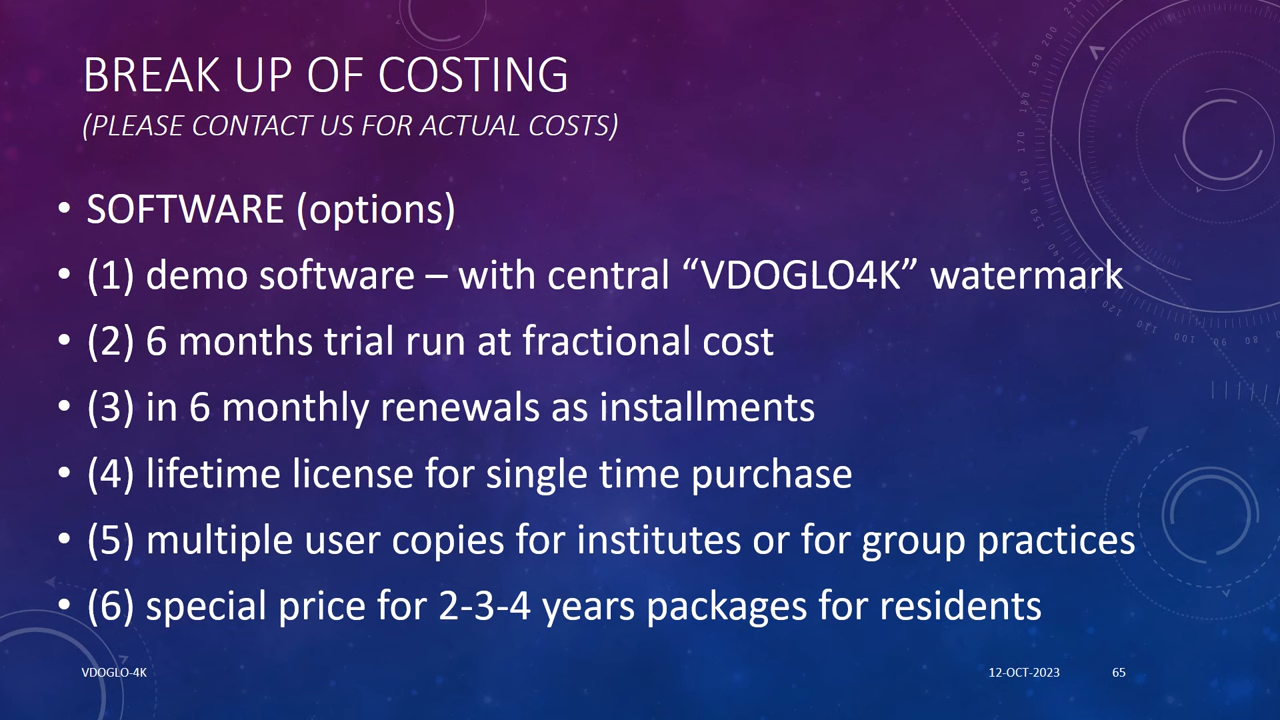 BREAK UP OF COSTING
(PLEASE CONTACT US FOR ACTUAL COSTS)
• SOFTWARE (options)
• (1) demo software – with central “VDOGLO4K” watermark
• (2) 6 months trial run at fractional cost
• (3) in 6 monthly renewals as installments
• (4) lifetime license for single time purchase
• (5) multiple user copies for institutes or for group practices
• (6) special price for 2-3-4 years packages for residents
VDOGLO-4K
12-OCT-2023
65